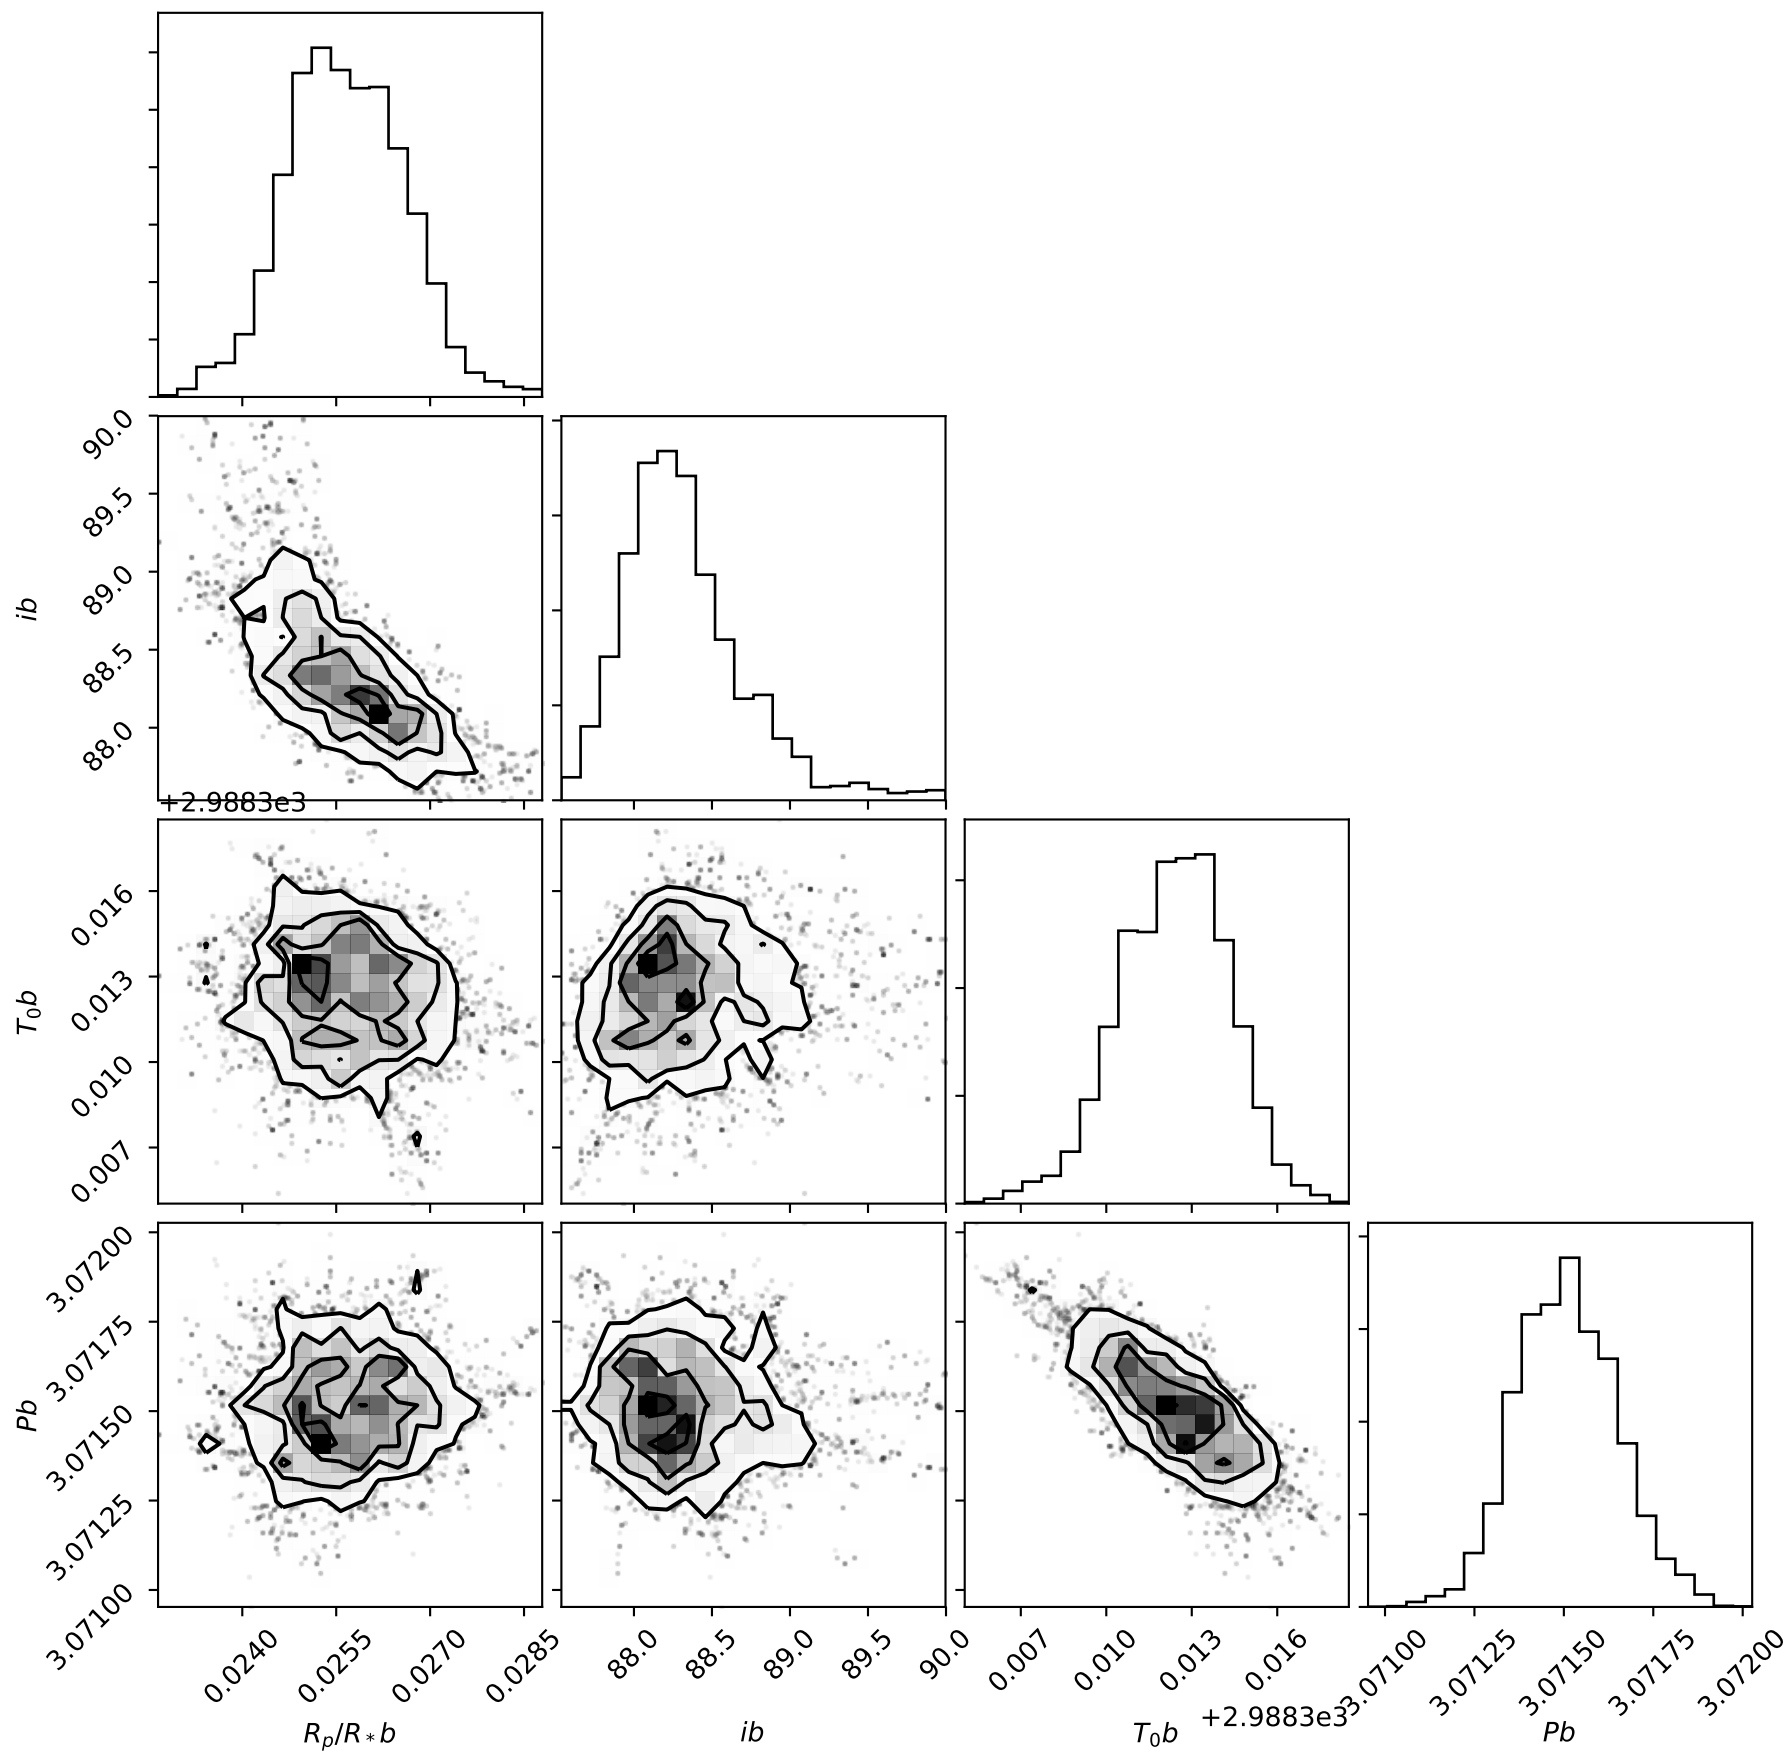 90.0
89.5
89.0
88.5
88.0
ib
+2.9883e3
0.016
0.013
0.010
0.007
T₀b
3.07200
3.07175
3.07150
3.07125
3.07100
Pb
0.0240 0.0255 0.0270 0.0285
88.0 88.5 89.0 89.5 90.0
0.007 0.010 0.013 0.016
3.07100 3.07125 3.07150 3.07175 3.07200
+2.9883e3
Rₚ/R∗b ib T₀b Pb